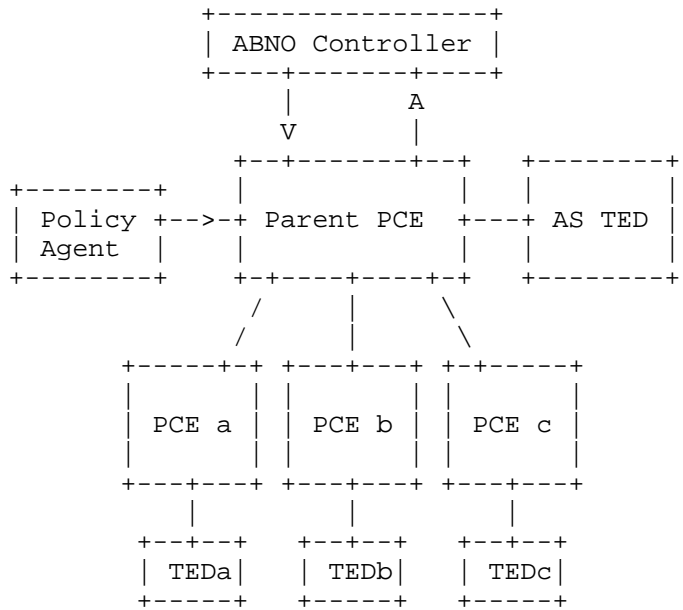 ABNO Controller
A
V
Policy Parent PCE AS TED
Agent
PCE a PCE b PCE c
TEDa TEDb TEDc